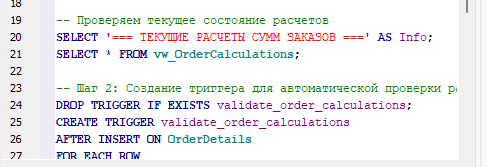 18
19 -- Проверяем текущее состояние расчетов
20 SELECT '=== ТЕКУЩИЕ РАСЧЕТЫ СУММ ЗАКАЗОВ ===' AS Info;
21 SELECT * FROM vw_OrderCalculations;
22
23 -- Шаг 2: Создание триггера для автоматической проверки
24 DROP TRIGGER IF EXISTS validate_order_calculations;
25 CREATE TRIGGER validate_order_calculations
26 AFTER INSERT ON OrderDetails
27 FOR EACH ROW